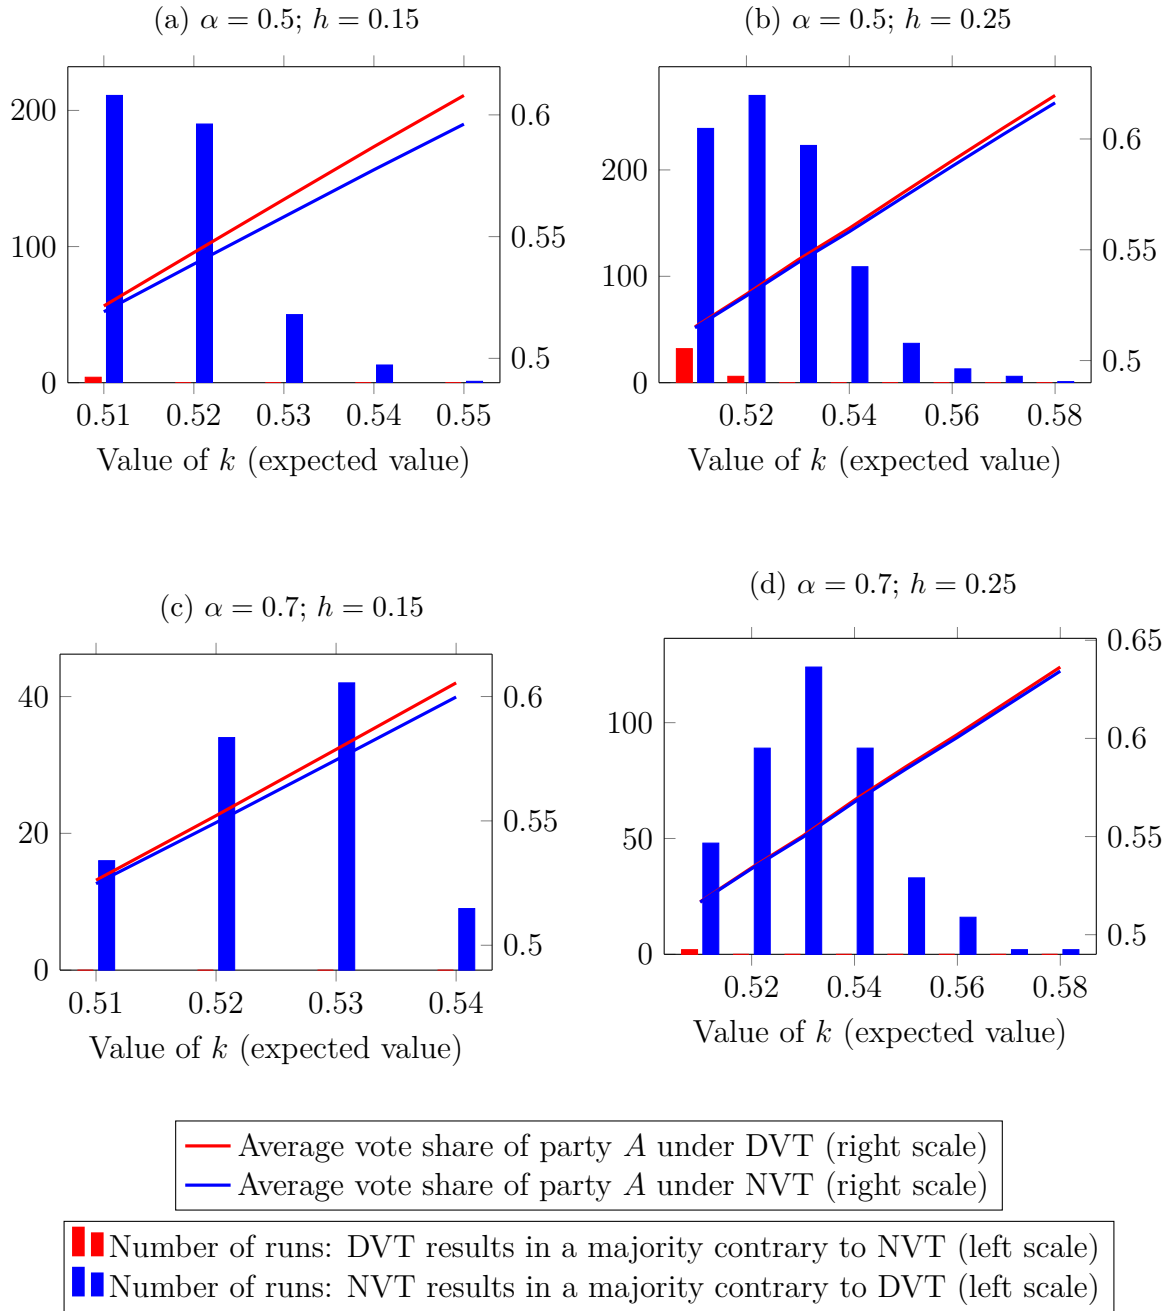 (a) α = 0.5; h = 0.15
200
100
0
0.6
0.55
0.5
0.51 0.52 0.53 0.54 0.55
Value of k (expected value)
(b) α = 0.5; h = 0.25
200
100
0
0.6
0.55
0.5
0.52 0.54 0.56 0.58
Value of k (expected value)
(c) α = 0.7; h = 0.15
40
20
0
0.6
0.55
0.5
0.51 0.52 0.53 0.54
Value of k (expected value)
(d) α = 0.7; h = 0.25
100
50
0
0.65
0.6
0.55
0.5
0.52 0.54 0.56 0.58
Value of k (expected value)
Average vote share of party A under DVT (right scale)
Average vote share of party A under NVT (right scale)
Number of runs: DVT results in a majority contrary to NVT (left scale)
Number of runs: NVT results in a majority contrary to DVT (left scale)